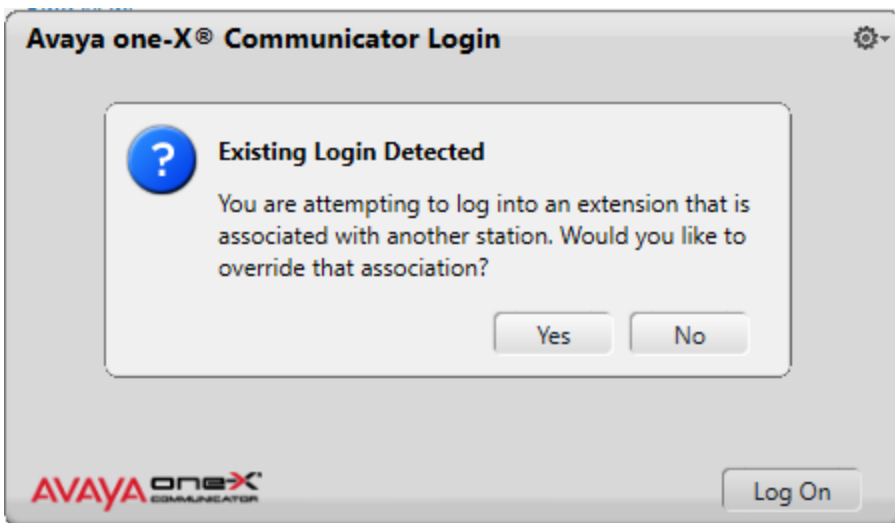 Avaya one-X® Communicator Login
?
Existing Login Detected
You are attempting to log into an extension that is
associated with another station. Would you like to
override that association?
Yes No
AVAYA one-X
COMMUNICATOR
Log On